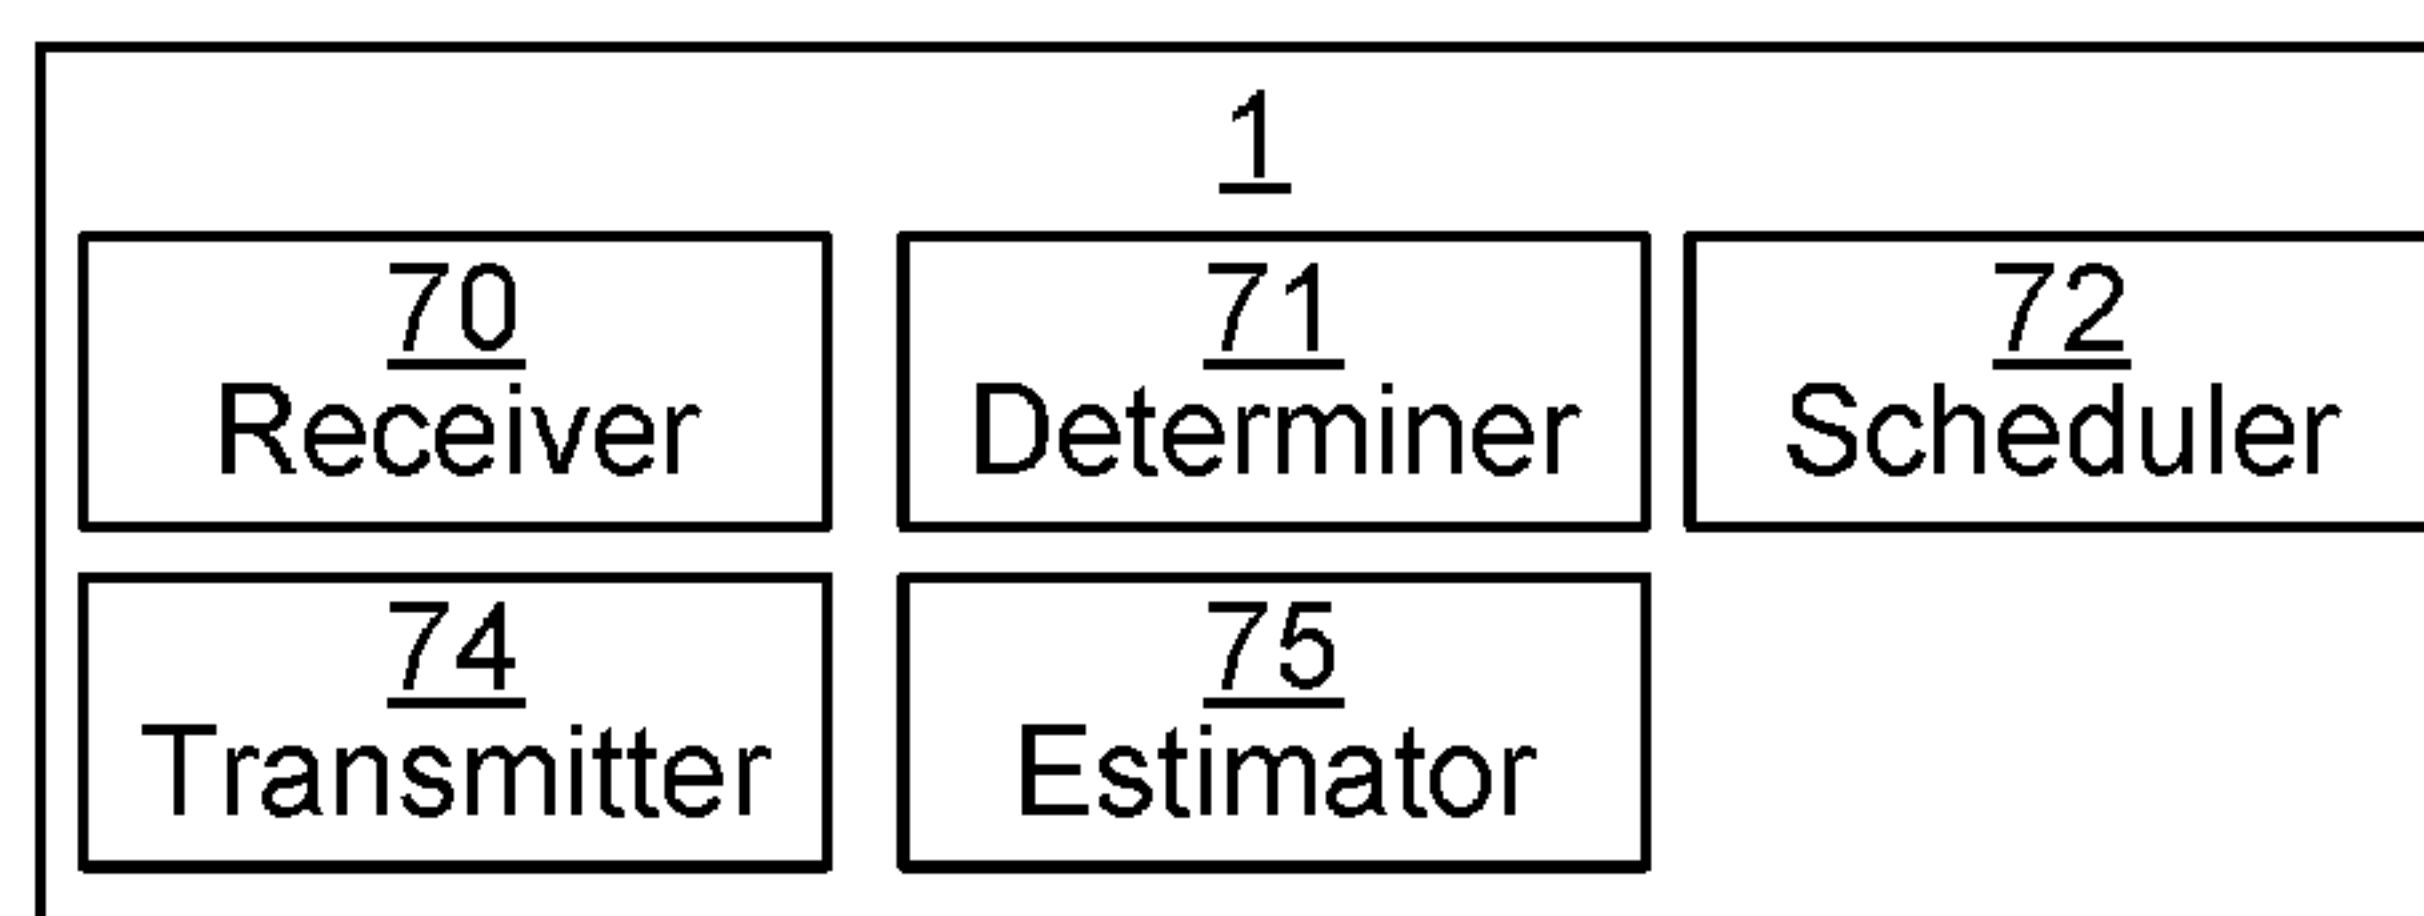 1
70
Receiver
71
Determiner
72
Scheduler
74
Transmitter
75
Estimator